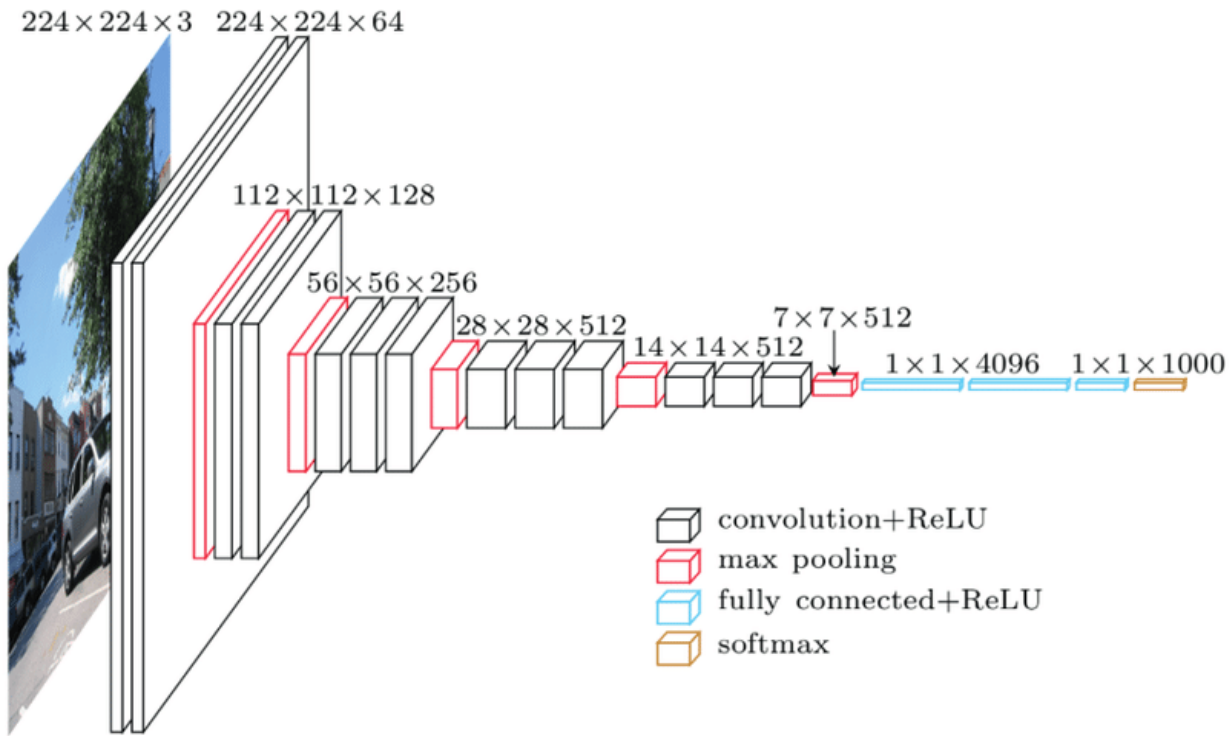 224×224×3
224×224×64
112×112×128
56×56×256
28×28×512
14×14×512
7×7×512
1×1×4096
1×1×1000
convolution+ReLU
max pooling
fully connected+ReLU
softmax